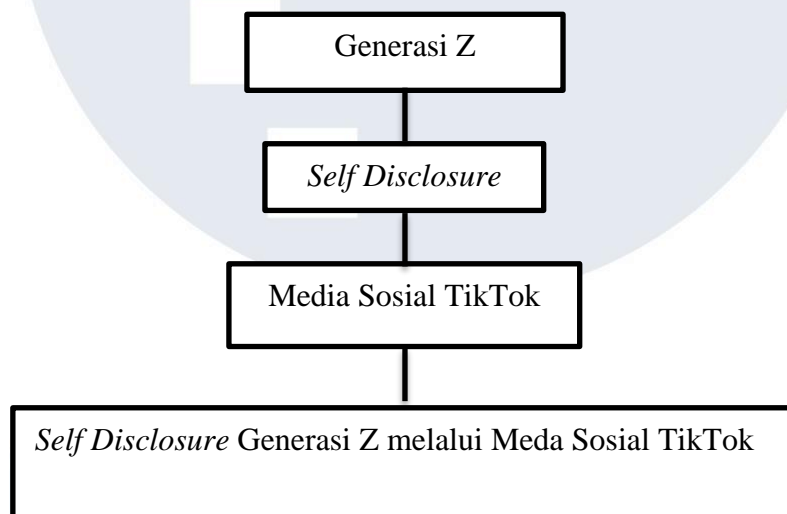 Generasi Z
Self Disclosure
Media Sosial TikTok
Self Disclosure Generasi Z melalui Meda Sosial TikTok